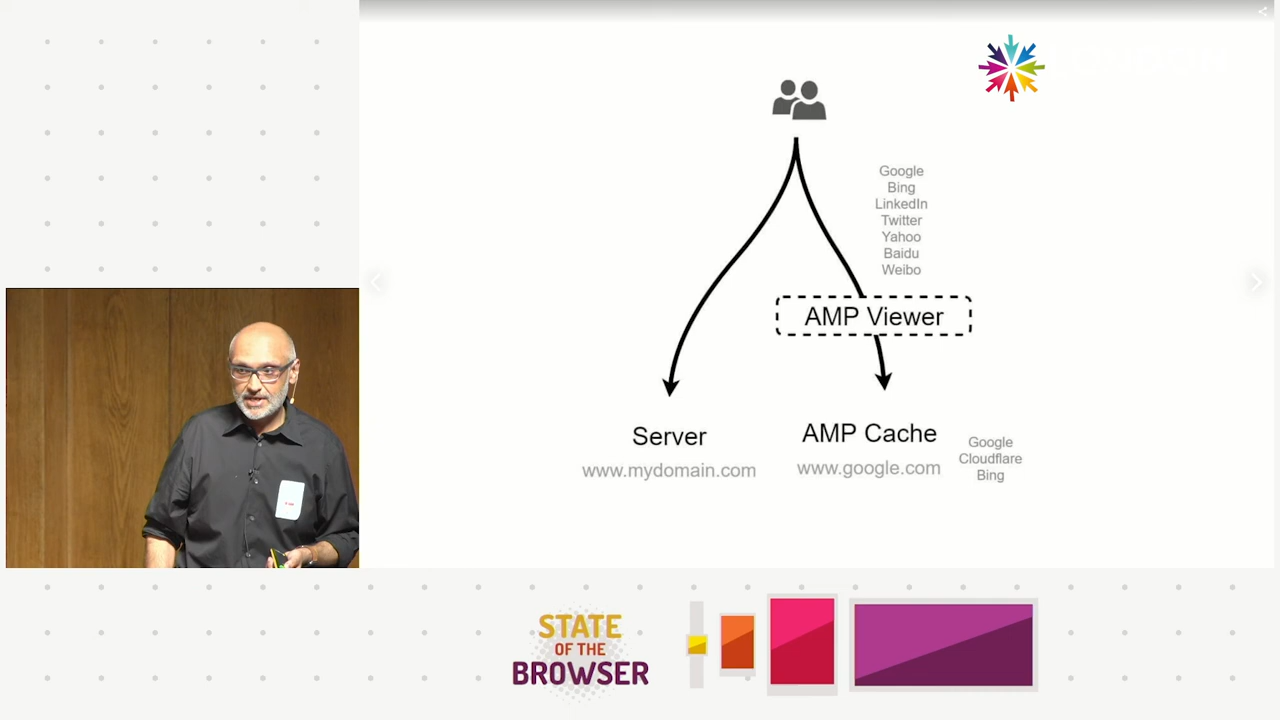 Google
Bing
LinkedIn
Twitter
Yahoo
Baidu
Weibo
AMP Viewer
Server
www.mydomain.com
AMP Cache
www.google.com
Google
Cloudflare
Bing
STATE
OF THE
BROWSER